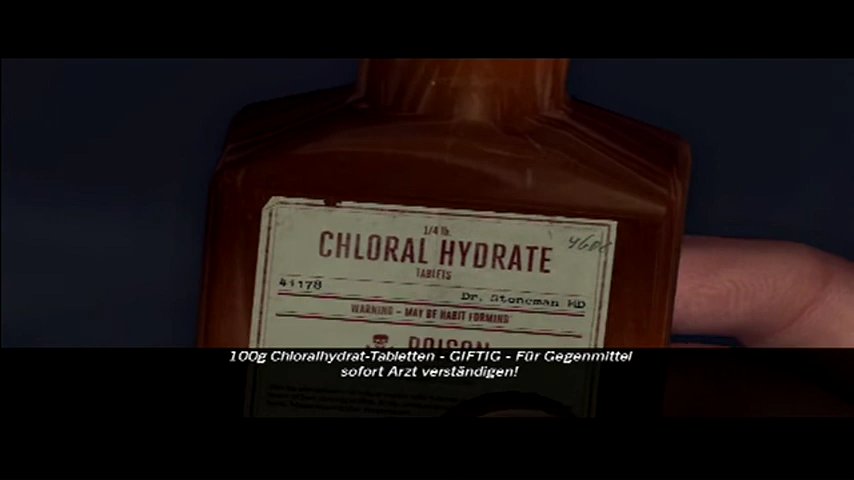 1/4 lb.
CHLORAL HYDRATE
TABLETS
41178
Dr. Stoneman MD
WARNING - MAY BE HABIT FORMING
POISON
100g Chloralhydrat-Tabletten - GIFTIG - Für Gegenmittel
sofort Arzt verständigen!